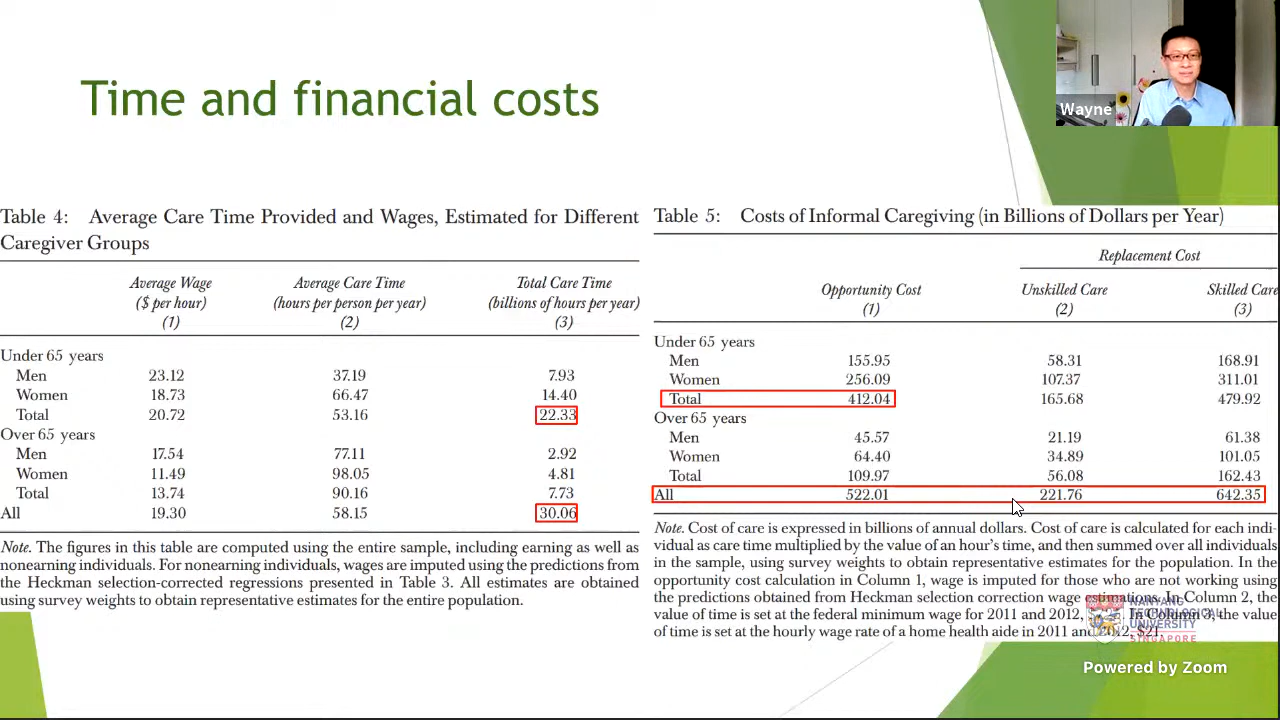 Time and financial costs
Wayne
Table 4: Average Care Time Provided and Wages, Estimated for Different
Caregiver Groups
Average Wage Average Care Time Total Care Time
($ per hour) (hours per person per year) (billions of hours per year)
(1) (2) (3)
Under 65 years
Men 23.12 37.19 7.93
Women 18.73 66.47 14.40
Total 20.72 53.16 22.33
Over 65 years
Men 17.54 77.11 2.92
Women 11.49 98.05 4.81
Total 13.74 90.16 7.73
All 19.30 58.15 30.06
Note. The figures in this table are computed using the entire sample, including earning as well as
nonearning individuals. For nonearning individuals, wages are imputed using the predictions from
the Heckman selection-corrected regressions presented in Table 3. All estimates are obtained
using survey weights to obtain representative estimates for the entire population.
Table 5: Costs of Informal Caregiving (in Billions of Dollars per Year)
Replacement Cost
Opportunity Cost Unskilled Care Skilled Care
(1) (2) (3)
Under 65 years
Men 155.95 58.31 168.91
Women 256.09 107.37 311.01
Total 412.04 165.68 479.92
Over 65 years
Men 45.57 21.19 61.38
Women 64.40 34.89 101.05
Total 109.97 56.08 162.43
All 522.01 221.76 642.35
Note. Cost of care is expressed in billions of annual dollars. Cost of care is calculated for each indi-
vidual as care time multiplied by the value of an hour's time, and then summed over all individuals
in the sample, using survey weights to obtain representative estimates for the population. In the
opportunity cost calculation in Column 1, wage is imputed for those who are not working using
the predictions obtained from Heckman selection correction wage estimations. In Column 2, the
value of time is set at the federal minimum wage for 2011 and 2012, In Column 3, the value
of time is set at the hourly wage rate of a home health aide in 2011 and 2012, $21.
NANYANG
TECHNOLOGICAL
UNIVERSITY
SINGAPORE
Powered by Zoom